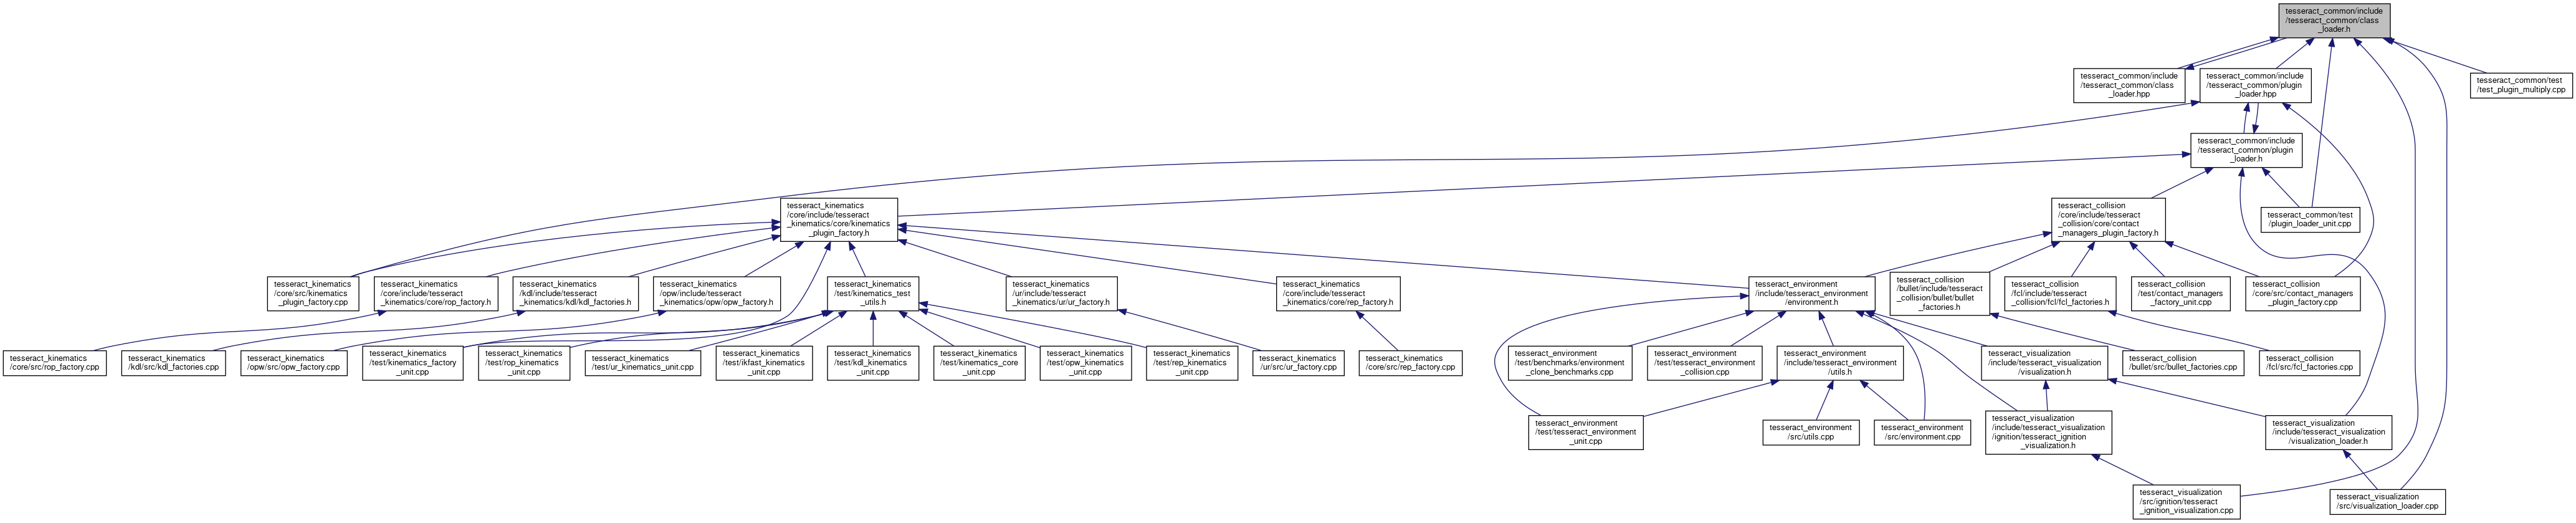 tesseract_common/include
/tesseract_common/class
_loader.h
tesseract_common/include
/tesseract_common/class
_loader.hpp
tesseract_common/include
/tesseract_common/plugin
_loader.hpp
tesseract_common/test
/test_plugin_multiply.cpp
tesseract_common/include
/tesseract_common/plugin
_loader.h
tesseract_kinematics
/core/include/tesseract
_kinematics/core/kinematics
_plugin_factory.h
tesseract_collision
/core/include/tesseract
_collision/core/contact
_managers_plugin_factory.h
tesseract_common/test
/plugin_loader_unit.cpp
tesseract_kinematics
/core/src/kinematics
_plugin_factory.cpp
tesseract_kinematics
/core/include/tesseract
_kinematics/core/rop_factory.h
tesseract_kinematics
/kdl/include/tesseract
_kinematics/kdl/kdl_factories.h
tesseract_kinematics
/opw/include/tesseract
_kinematics/opw/opw_factory.h
tesseract_kinematics
/test/kinematics_test
_utils.h
tesseract_kinematics
/ur/include/tesseract
_kinematics/ur/ur_factory.h
tesseract_kinematics
/core/include/tesseract
_kinematics/core/rep_factory.h
tesseract_environment
/include/tesseract_environment
/environment.h
tesseract_collision
/bullet/include/tesseract
_collision/bullet/bullet
_factories.h
tesseract_collision
/fcl/include/tesseract
_collision/fcl/fcl_factories.h
tesseract_collision
/test/contact_managers
_factory_unit.cpp
tesseract_collision
/core/src/contact_managers
_plugin_factory.cpp
tesseract_kinematics
/core/src/rop_factory.cpp
tesseract_kinematics
/kdl/src/kdl_factories.cpp
tesseract_kinematics
/opw/src/opw_factory.cpp
tesseract_kinematics
/test/kinematics_factory
_unit.cpp
tesseract_kinematics
/test/rop_kinematics
_unit.cpp
tesseract_kinematics
/test/ur_kinematics_unit.cpp
tesseract_kinematics
/test/ikfast_kinematics
_unit.cpp
tesseract_kinematics
/test/kdl_kinematics
_unit.cpp
tesseract_kinematics
/test/kinematics_core
_unit.cpp
tesseract_kinematics
/test/opw_kinematics
_unit.cpp
tesseract_kinematics
/test/rep_kinematics
_unit.cpp
tesseract_kinematics
/ur/src/ur_factory.cpp
tesseract_kinematics
/core/src/rep_factory.cpp
tesseract_environment
/test/benchmarks/environment
_clone_benchmarks.cpp
tesseract_environment
/test/tesseract_environment
_collision.cpp
tesseract_environment
/include/tesseract_environment
/utils.h
tesseract_visualization
/include/tesseract_visualization
/visualization.h
tesseract_collision
/bullet/src/bullet_factories.cpp
tesseract_collision
/fcl/src/fcl_factories.cpp
tesseract_environment
/test/tesseract_environment
_unit.cpp
tesseract_environment
/src/utils.cpp
tesseract_environment
/src/environment.cpp
tesseract_visualization
/include/tesseract_visualization
/ignition/tesseract_ignition
_visualization.h
tesseract_visualization
/include/tesseract_visualization
/visualization_loader.h
tesseract_visualization
/src/ignition/tesseract
_ignition_visualization.cpp
tesseract_visualization
/src/visualization_loader.cpp